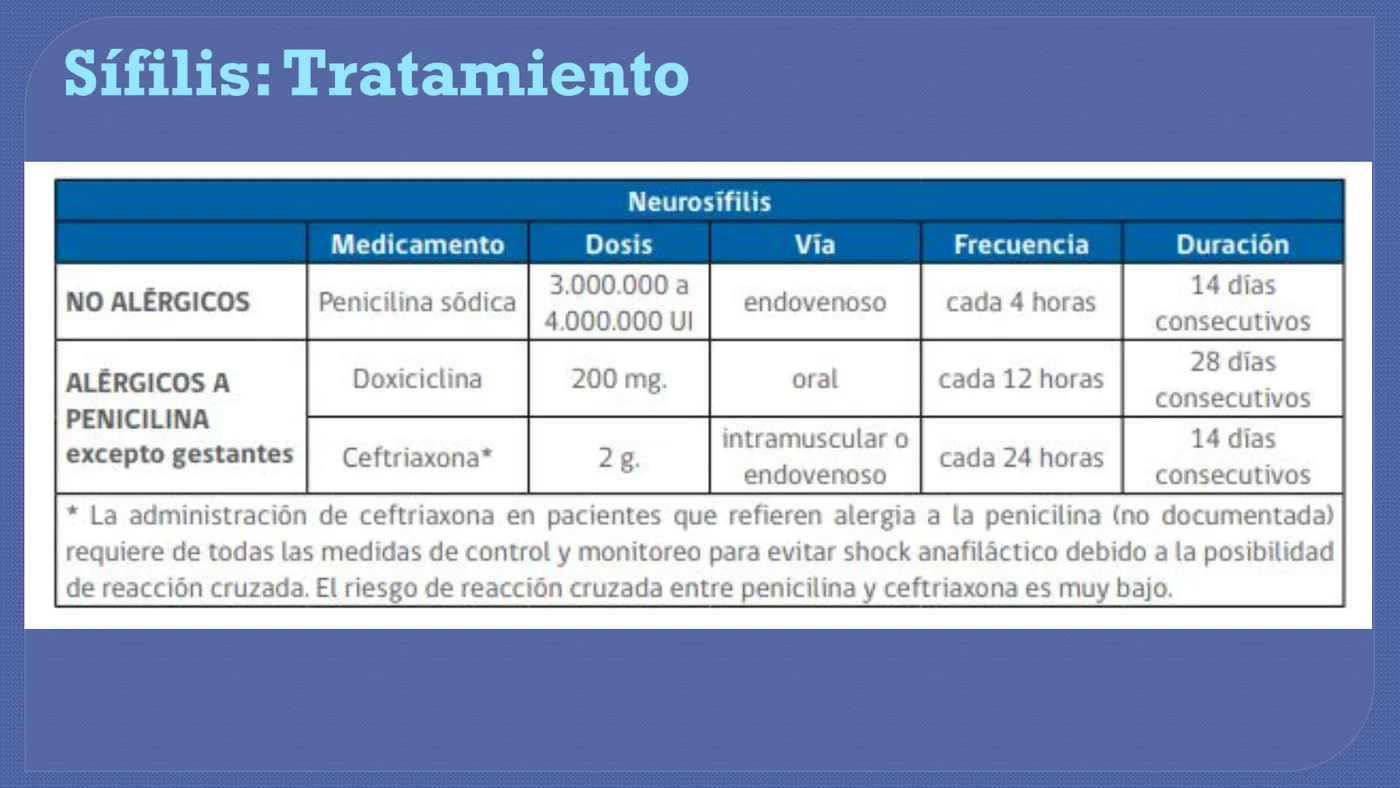 Sífilis: Tratamiento
Neurosífilis
Medicamento Dosis Vía Frecuencia Duración
NO ALÉRGICOS Penicilina sódica 3.000.000 a 4.000.000 UI endovenoso cada 4 horas 14 días consecutivos
ALÉRGICOS A
PENICILINA
excepto gestantes
Doxiciclina 200 mg. oral cada 12 horas 28 días consecutivos
Ceftriaxona* 2 g. intramuscular o endovenoso cada 24 horas 14 días consecutivos
* La administración de ceftriaxona en pacientes que refieren alergia a la penicilina (no documentada)
requiere de todas las medidas de control y monitoreo para evitar shock anafiláctico debido a la posibilidad
de reacción cruzada. El riesgo de reacción cruzada entre penicilina y ceftriaxona es muy bajo.